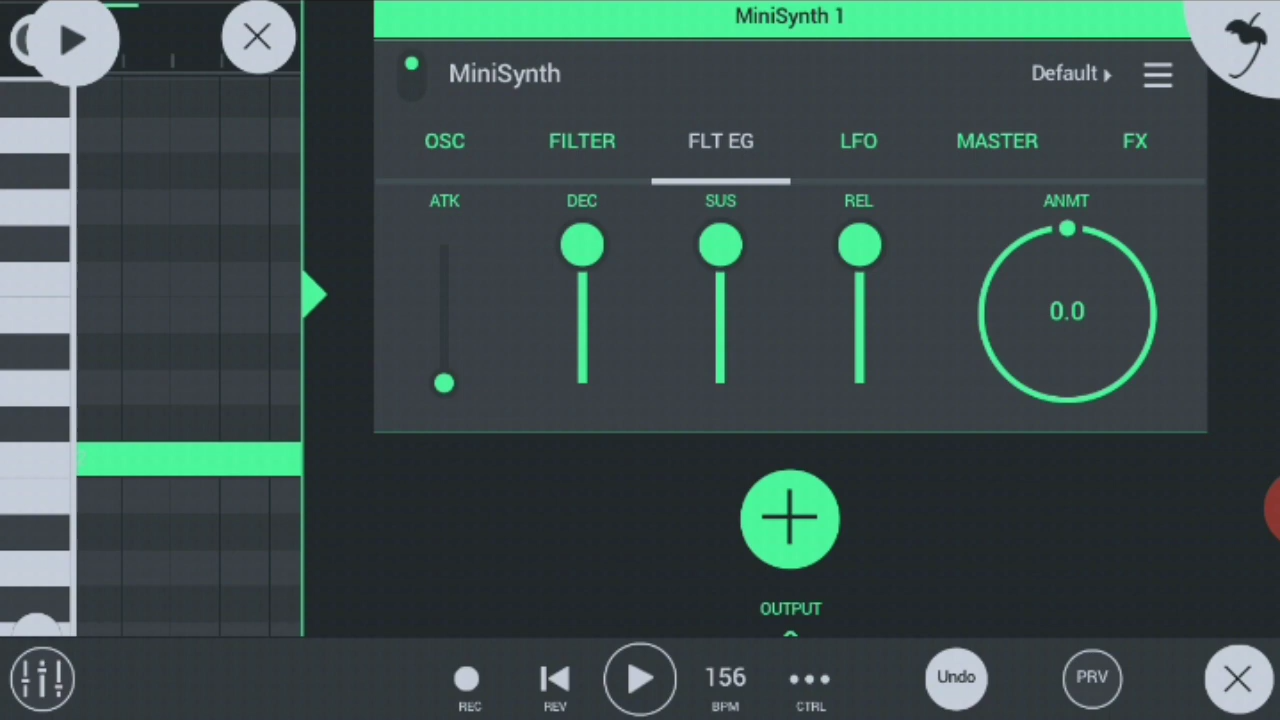 MiniSynth 1
MiniSynth
Default
OSC FILTER FLT EG LFO MASTER FX
ATK DEC SUS REL ANMT
0.0
OUTPUT
156
Undo
PRV
REC REV BPM CTRL